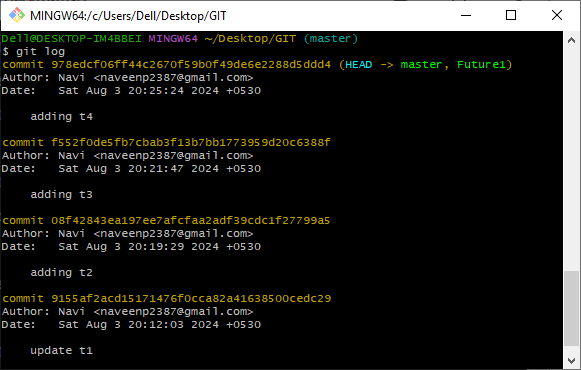 MINGW64:/c/Users/Dell/Desktop/GIT
Dell@DESKTOP-IM4BBEI MINGW64 ~/Desktop/GIT (master)
$ git log
commit 978edcf06ff44c2670f59b0f49de6e2288d5ddd4 (HEAD -> master, Future1)
Author: Navi <naveenp2387@gmail.com>
Date:   Sat Aug 3 20:25:24 2024 +0530
    adding t4
commit f552f0de5fb7cbab3f13b7bb1773959d20c6388f
Author: Navi <naveenp2387@gmail.com>
Date:   Sat Aug 3 20:21:47 2024 +0530
    adding t3
commit 08f42843ea197ee7afcfaa2adf39cdc1f27799a5
Author: Navi <naveenp2387@gmail.com>
Date:   Sat Aug 3 20:19:29 2024 +0530
    adding t2
commit 9155af2acd15171476f0cca82a41638500cedc29
Author: Navi <naveenp2387@gmail.com>
Date:   Sat Aug 3 20:12:03 2024 +0530
    update t1